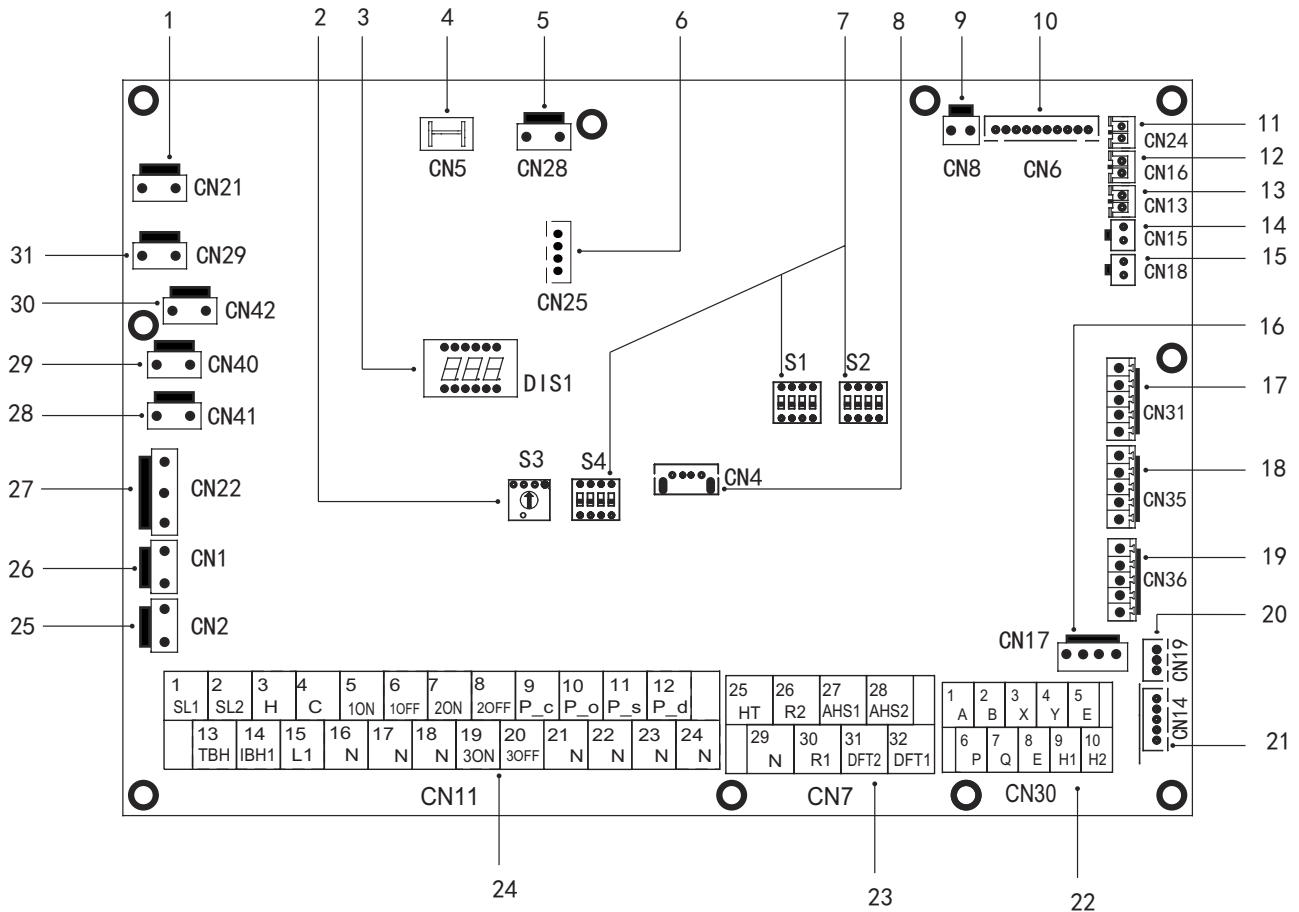 1 2 3 4 5 6 7 8 9 10
11
CN5 CN28 CN8 CN6 CN24
12
CN16
CN21
13
CN13
14
CN15
31 CN29
15
CN18
30 CN42 CN25
16
29 CN40
DIS1 S1 S2
17
28 CN41 CN31
S3 S4
18
27 CN22 CN4 CN35
19
26 CN1 CN36
20
25 CN2 CN17 CN19
1 2 3 4 5 6 7 8 9 10 11 12
SL1 SL2 H C 1ON 1OFF 2ON 2OFF P_c P_o P_s P_d
13 14 15 16 17 18 19 20 21 22 23 24
TBH IBH1 L1 N N N 3ON 3OFF N N N N
25 26 27 28
HT R2 AHS1 AHS2
29 30 31 32
N R1 DFT2 DFT1
1 2 3 4 5
A B X Y E
6 7 8 9 10
P Q E H1 H2
CN14
21
CN11 CN7 CN30
24 23 22